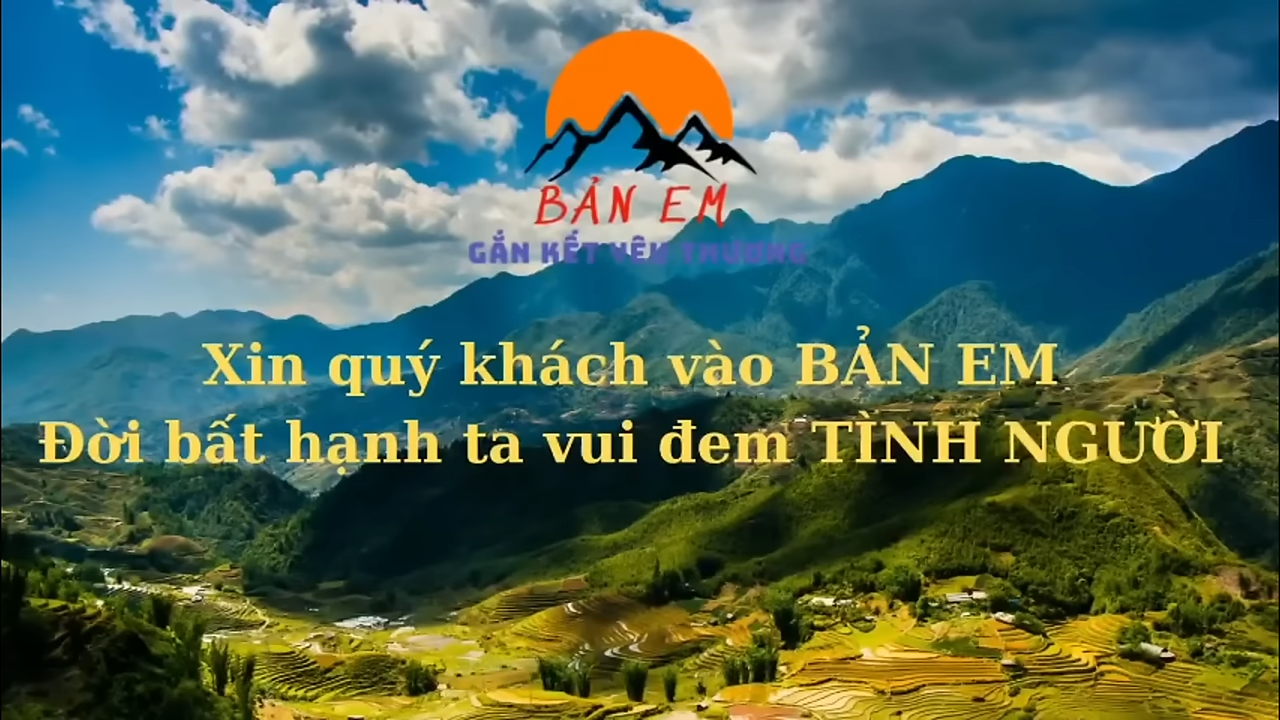 BẢN EM
GẮN KẾT YÊU THƯƠNG
Xin quý khách vào BẢN EM
Đời bất hạnh ta vui đem TÌNH NGƯỜI